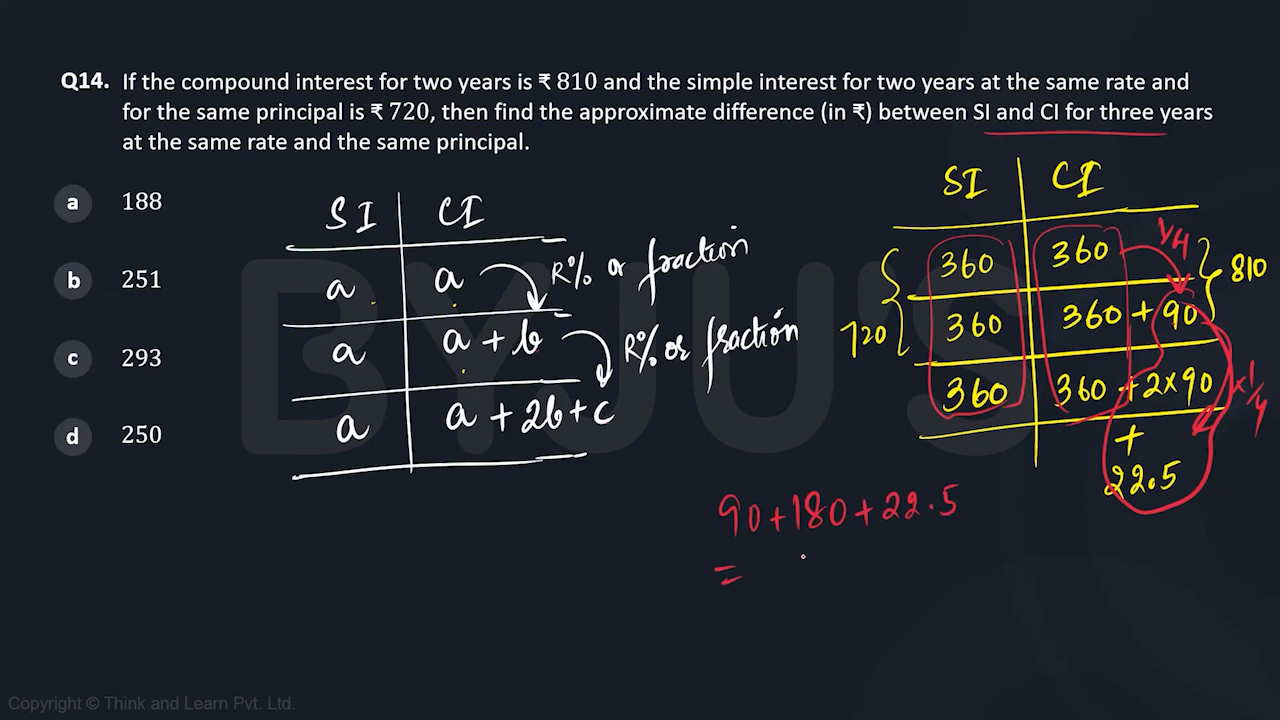 Q14. If the compound interest for two years is ₹ 810 and the simple interest for two years at the same rate and
for the same principal is ₹ 720, then find the approximate difference (in ₹) between SI and CI for three years
at the same rate and the same principal.
a 188
b 251
c 293
d 250
SI CI
a a R% or fraction
a a + b R% or fraction
a a + 2b + c
SI CI
360 360 1/4
360 360 + 90
360 360 + 2×90 ×1/4
+
22.5
720
810
90+180+22.5
=
BYJU'S
Copyright © Think and Learn Pvt. Ltd.